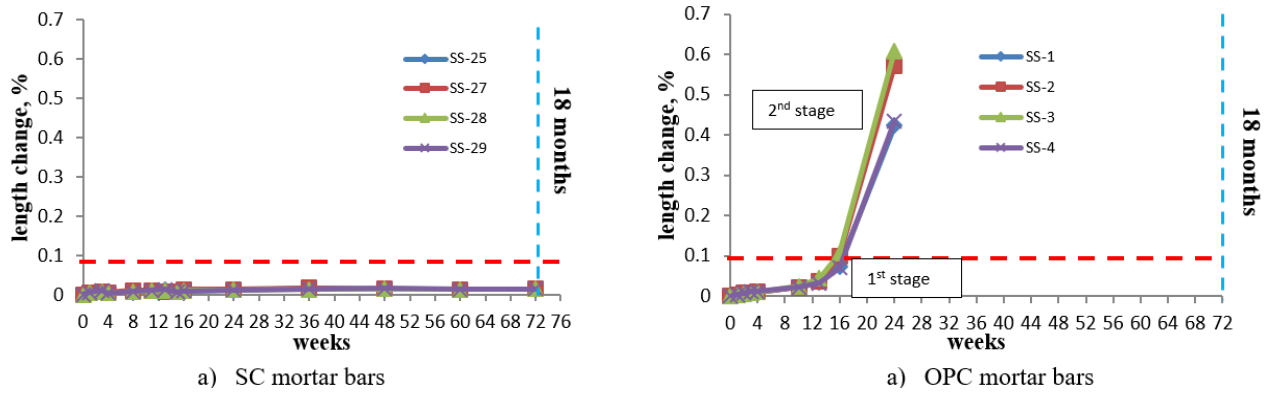 0.7
0.6
0.5
0.4
0.3
0.2
0.1
0
length change, %
SS-25
SS-27
SS-28
SS-29
18 months
0 4 8 12 16 20 24 28 32 36 40 44 48 52 56 60 64 68 72 76
weeks
a) SC mortar bars
0.7
0.6
0.5
0.4
0.3
0.2
0.1
0
length change, %
2nd stage
1st stage
SS-1
SS-2
SS-3
SS-4
18 months
0 4 8 12 16 20 24 28 32 36 40 44 48 52 56 60 64 68 72
weeks
a) OPC mortar bars